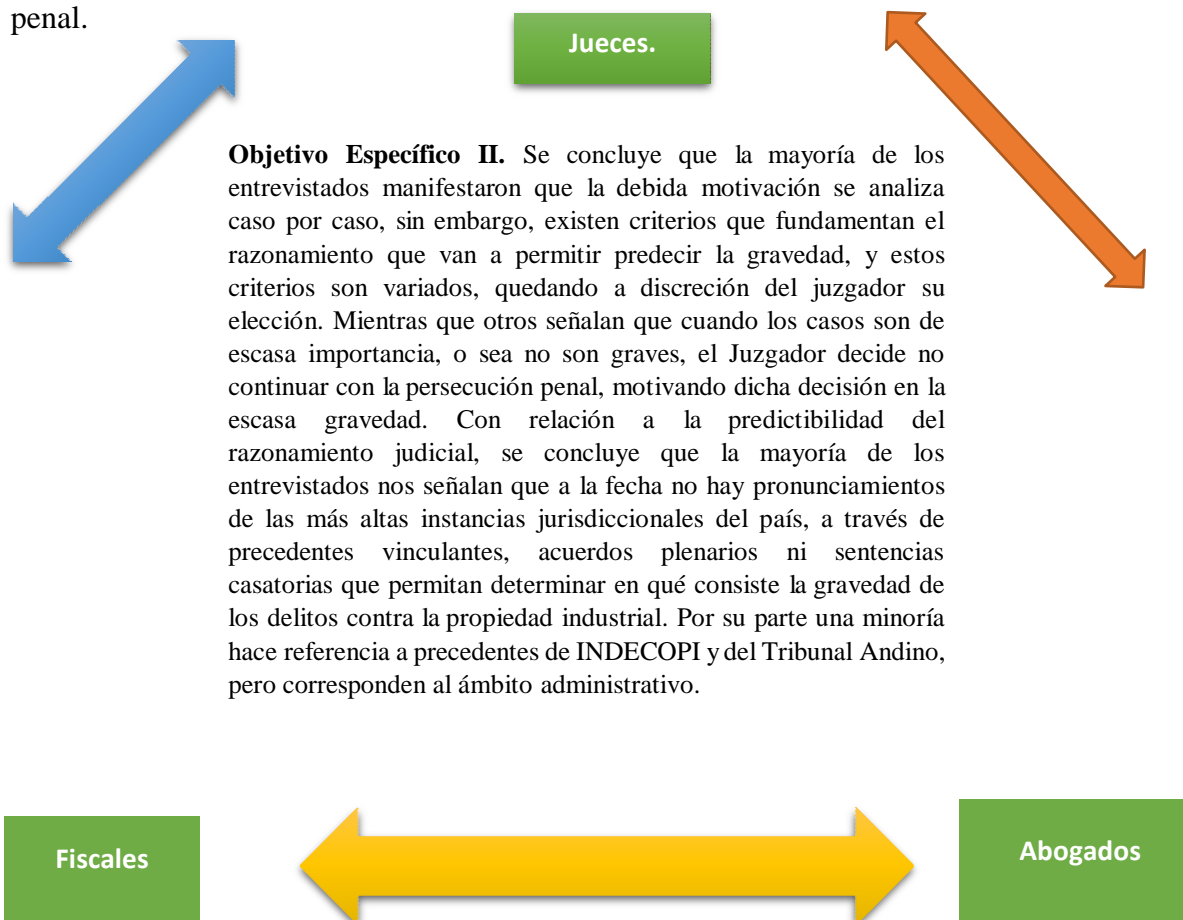 penal.
Jueces.
Objetivo Específico II. Se concluye que la mayoría de los
entrevistados manifestaron que la debida motivación se analiza
caso por caso, sin embargo, existen criterios que fundamentan el
razonamiento que van a permitir predecir la gravedad, y estos
criterios son variados, quedando a discreción del juzgador su
elección. Mientras que otros señalan que cuando los casos son de
escasa importancia, o sea no son graves, el Juzgador decide no
continuar con la persecución penal, motivando dicha decisión en la
escasa gravedad. Con relación a la predictibilidad del
razonamiento judicial, se concluye que la mayoría de los
entrevistados nos señalan que a la fecha no hay pronunciamientos
de las más altas instancias jurisdiccionales del país, a través de
precedentes vinculantes, acuerdos plenarios ni sentencias
casatorias que permitan determinar en qué consiste la gravedad de
los delitos contra la propiedad industrial. Por su parte una minoría
hace referencia a precedentes de INDECOPI y del Tribunal Andino,
pero corresponden al ámbito administrativo.
Fiscales
Abogados